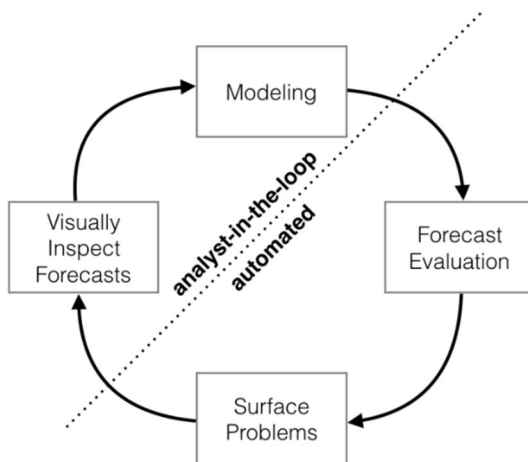 Modeling
analyst-in-the-loop
automated
Visually
Inspect
Forecasts
Forecast
Evaluation
Surface
Problems